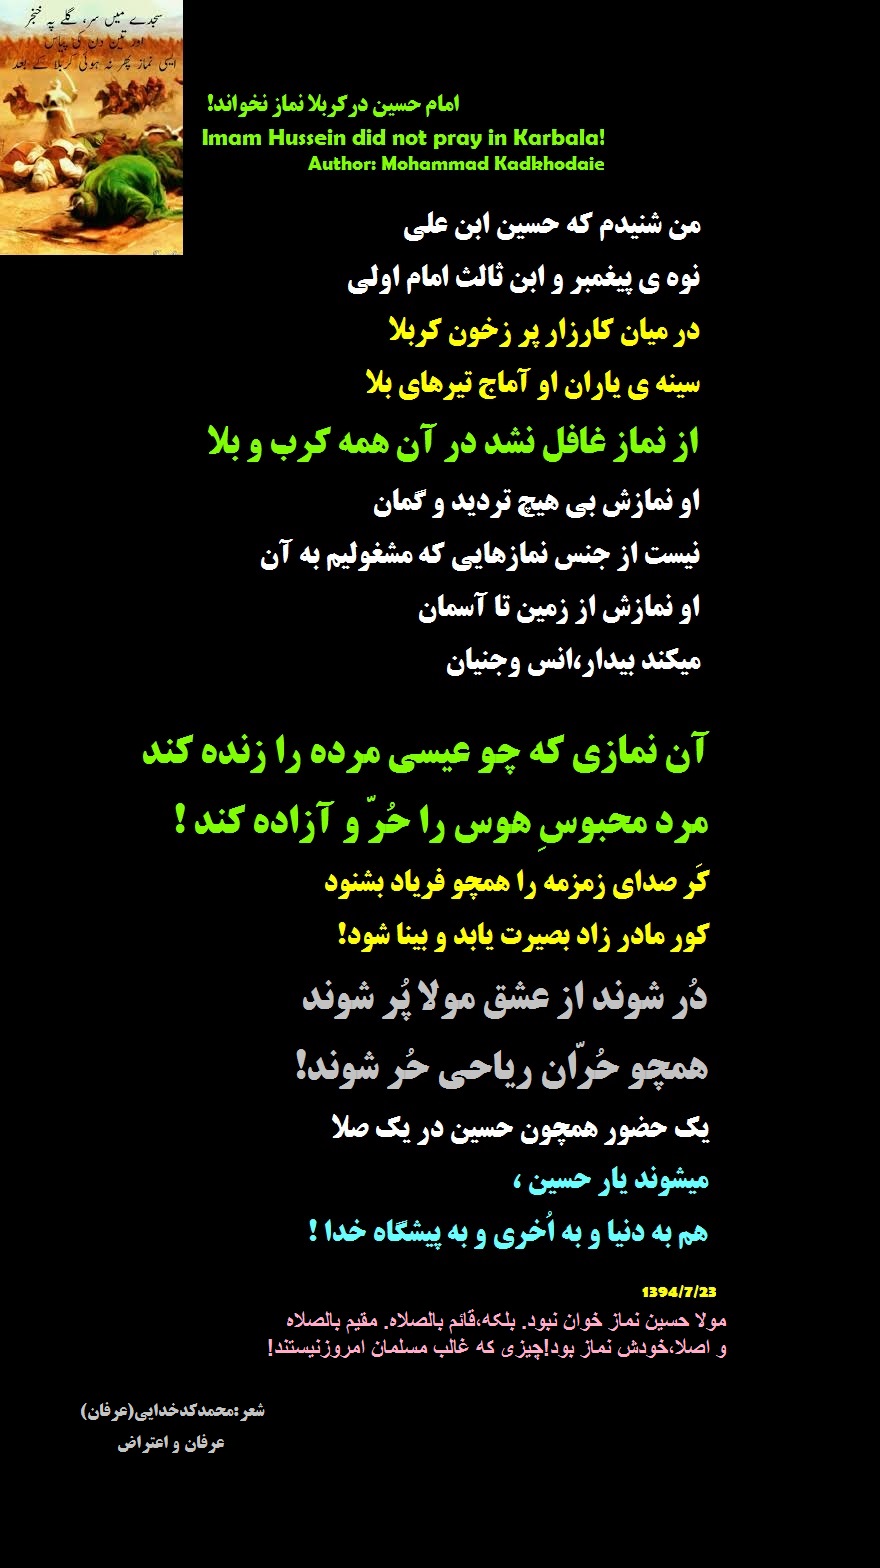 سجدے میں سر، گلے پہ خنجر
اور تین دن کی پیاس
ایسی نماز پھر نہ ہوئی کربلا کے بعد
امام حسین در کربلا نماز نخواند!
Imam Hussein did not pray in Karbala!
Author: Mohammad Kadkhodaie
من شنیدم که حسین ابن علی
نوه ی پیغمبر و ابن ثالث امام اولی
در میان کارزار پر زخون کربلا
سینه ی یاران او آماج تیرهای بلا
از نماز غافل نشد در آن همه کرب و بلا
او نمازش بی هیچ تردید و گمان
نیست از جنس نمازهایی که مشغولیم به آن
او نمازش از زمین تا آسمان
میکند بیدار،انس وجنیان
آن نمازی که چو عیسی مرده را زنده کند
مرد محبوسِ هوس را حُرّ و آزاده کند !
کَر صدای زمزمه را همچو فریاد بشنود
کور مادر زاد بصیرت یابد و بینا شود!
دُر شوند از عشق مولا پُر شوند
همچو حُرّان ریاحی حُر شوند!
یک حضور همچون حسین در یک صلا
میشوند یار حسین ،
هم به دنیا و به اُخری و به پیشگاه خدا !
1394/7/23
مولا حسین نماز خوان نبود. بلکه،قائم بالصلاه. مقیم بالصلاه
و اصلا،خودش نماز بود!چیزی که غالب مسلمان امروزنیستند!
شعر:محمدکدخدایی(عرفان)
عرفان و اعتراض